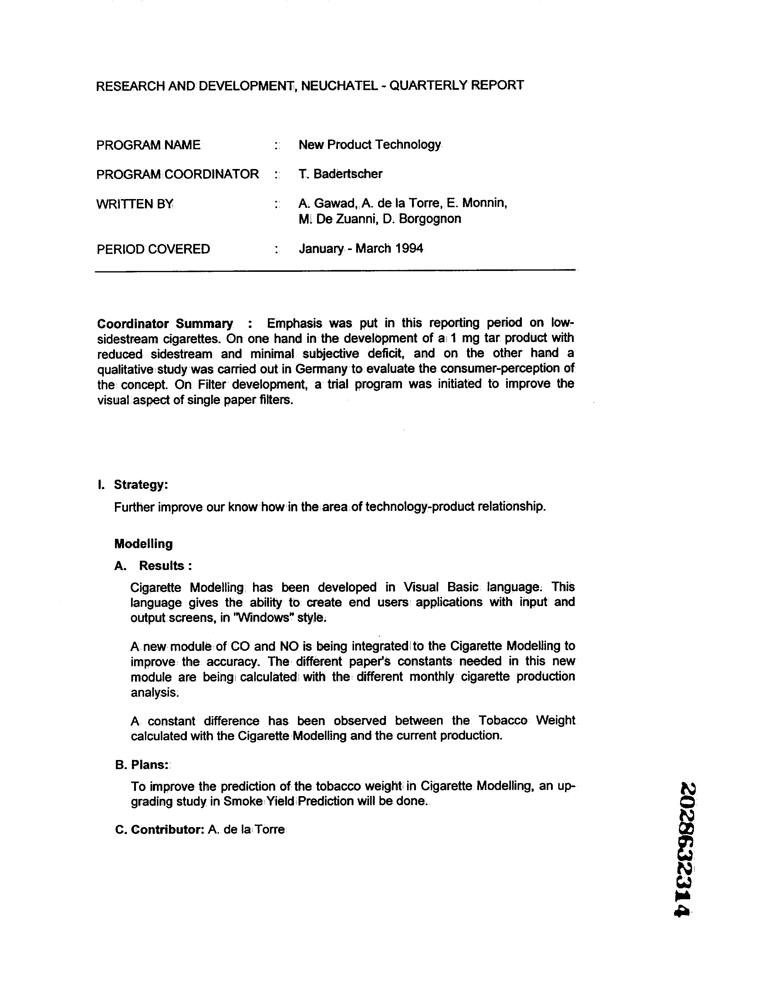 RESEARCH AND DEVELOPMENT, NEUCHATEL - QUARTERLY REPORT
PROGRAM NAME : New Product Technology
PROGRAM COORDINATOR : T. Badertscher
WRITTEN BY : A. Gawad, A. de la Torre, E. Monnin,
M. De Zuanni, D. Borgognon
PERIOD COVERED : January - March 1994
Coordinator Summary : Emphasis was put in this reporting period on low-
sidestream cigarettes. On one hand in the development of a 1 mg tar product with
reduced sidestream and minimal subjective deficit, and on the other hand a
qualitative study was carried out in Germany to evaluate the consumer-perception of
the concept. On Filter development, a trial program was initiated to improve the
visual aspect of single paper filters.
I. Strategy:
Further improve our know how in the area of technology-product relationship.
Modelling
A. Results :
Cigarette Modelling has been developed in Visual Basic language. This
language gives the ability to create end users applications with input and
output screens, in "Windows" style.
A new module of CO and NO is being integrated to the Cigarette Modelling to
improve the accuracy. The different paper's constants needed in this new
module are being calculated with the different monthly cigarette production
analysis.
A constant difference has been observed between the Tobacco Weight
calculated with the Cigarette Modelling and the current production.
B. Plans:
To improve the prediction of the tobacco weight in Cigarette Modelling, an up-
grading study in Smoke Yield Prediction will be done.
C. Contributor: A. de la Torre
2028632314